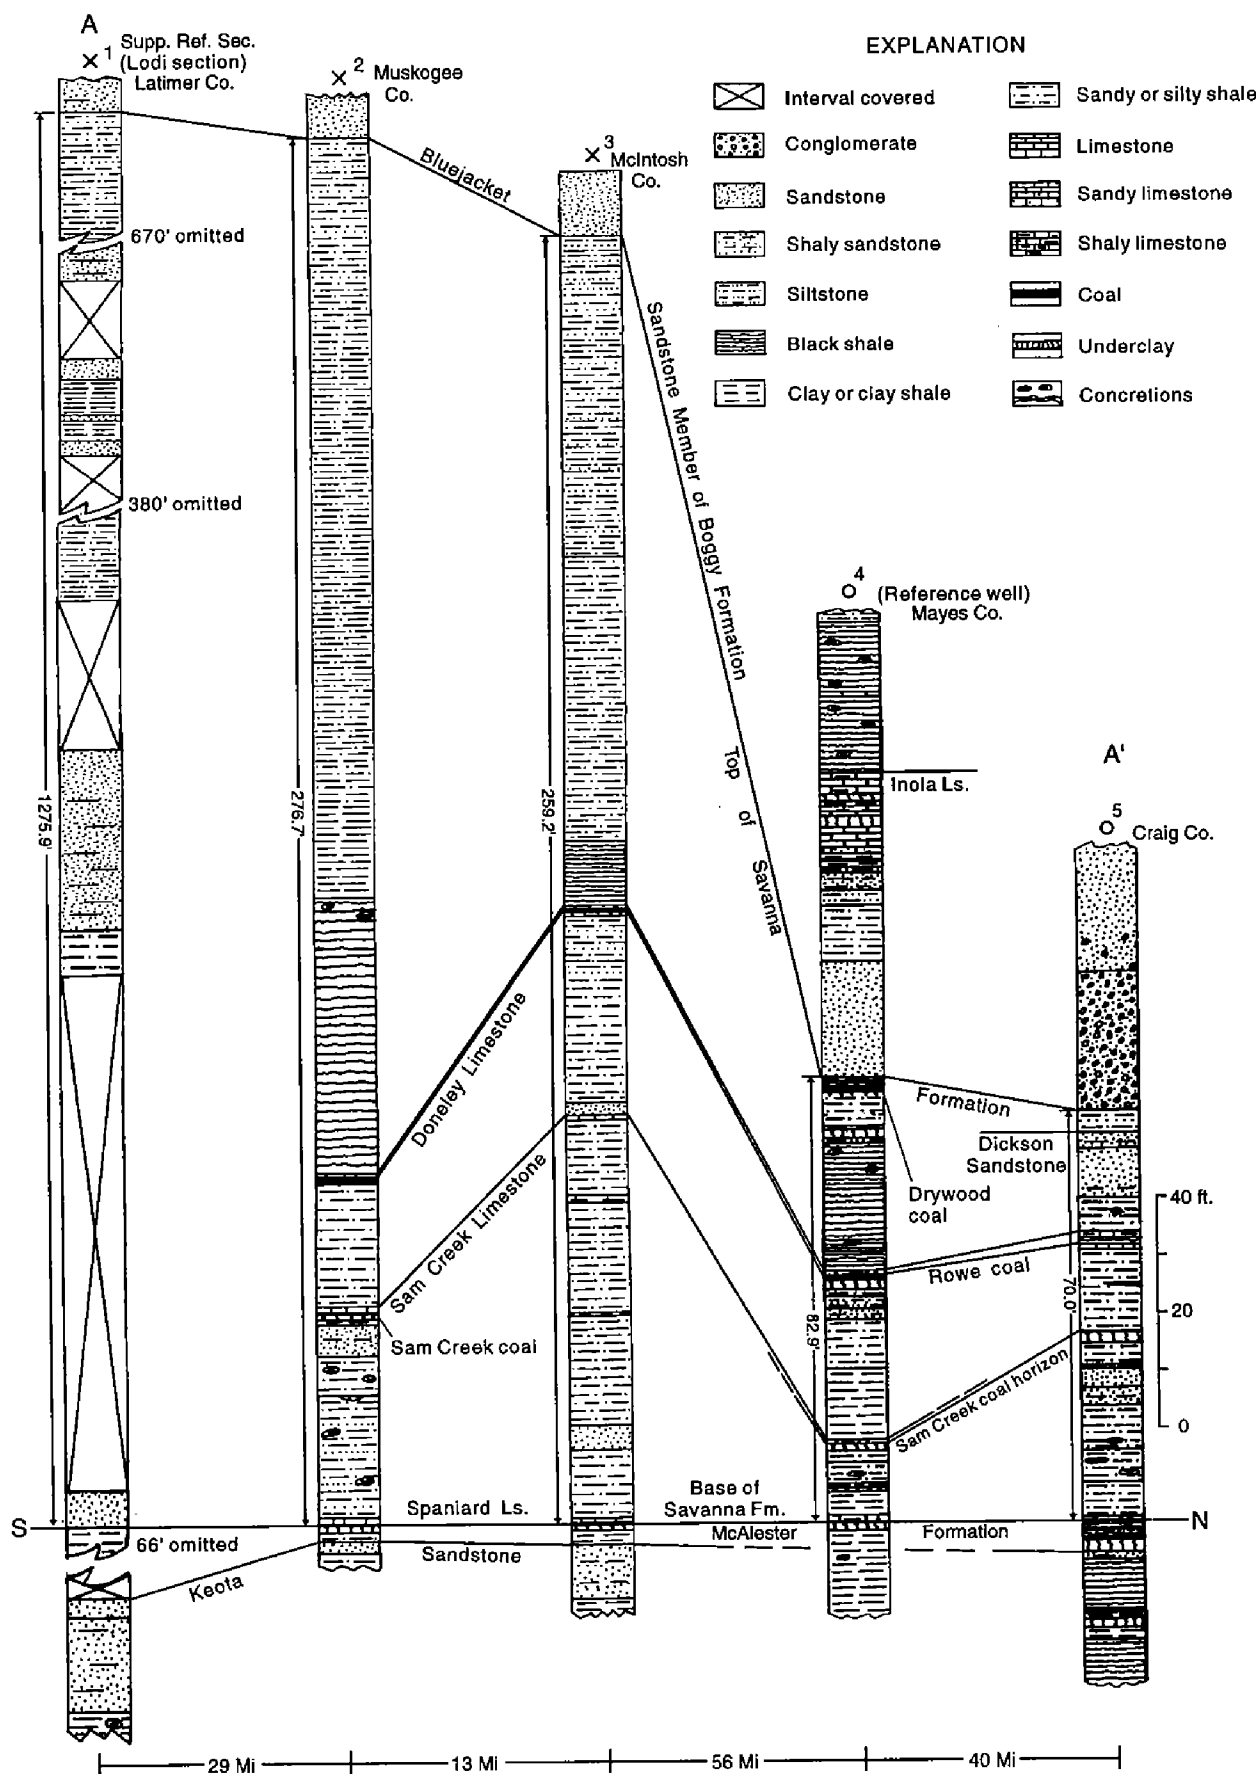 A
1
Supp. Ref. Sec.
(Lodi section)
Latimer Co.
2
Muskogee
Co.
3
McIntosh
Co.
EXPLANATION
Interval covered
Conglomerate
Sandstone
Shaly sandstone
Siltstone
Black shale
Clay or clay shale
Sandy or silty shale
Limestone
Sandy limestone
Shaly limestone
Coal
Underclay
Concretions
Bluejacket
Sandstone Member of Boggy Formation
Top of Savanna
Formation
670' omitted
380' omitted
4
(Reference well)
Mayes Co.
Inola Ls.
A'
5
Craig Co.
1275.9'
276.7'
259.2'
82.9'
70.0'
Doneley Limestone
Sam Creek Limestone
Sam Creek coal
Dickson
Sandstone
Drywood
coal
Rowe coal
Sam Creek coal horizon
40 ft.
20
0
S
Spaniard Ls.
Base of
Savanna Fm.
McAlester
Formation
N
66' omitted
Keota
Sandstone
29 Mi
13 Mi
56 Mi
40 Mi